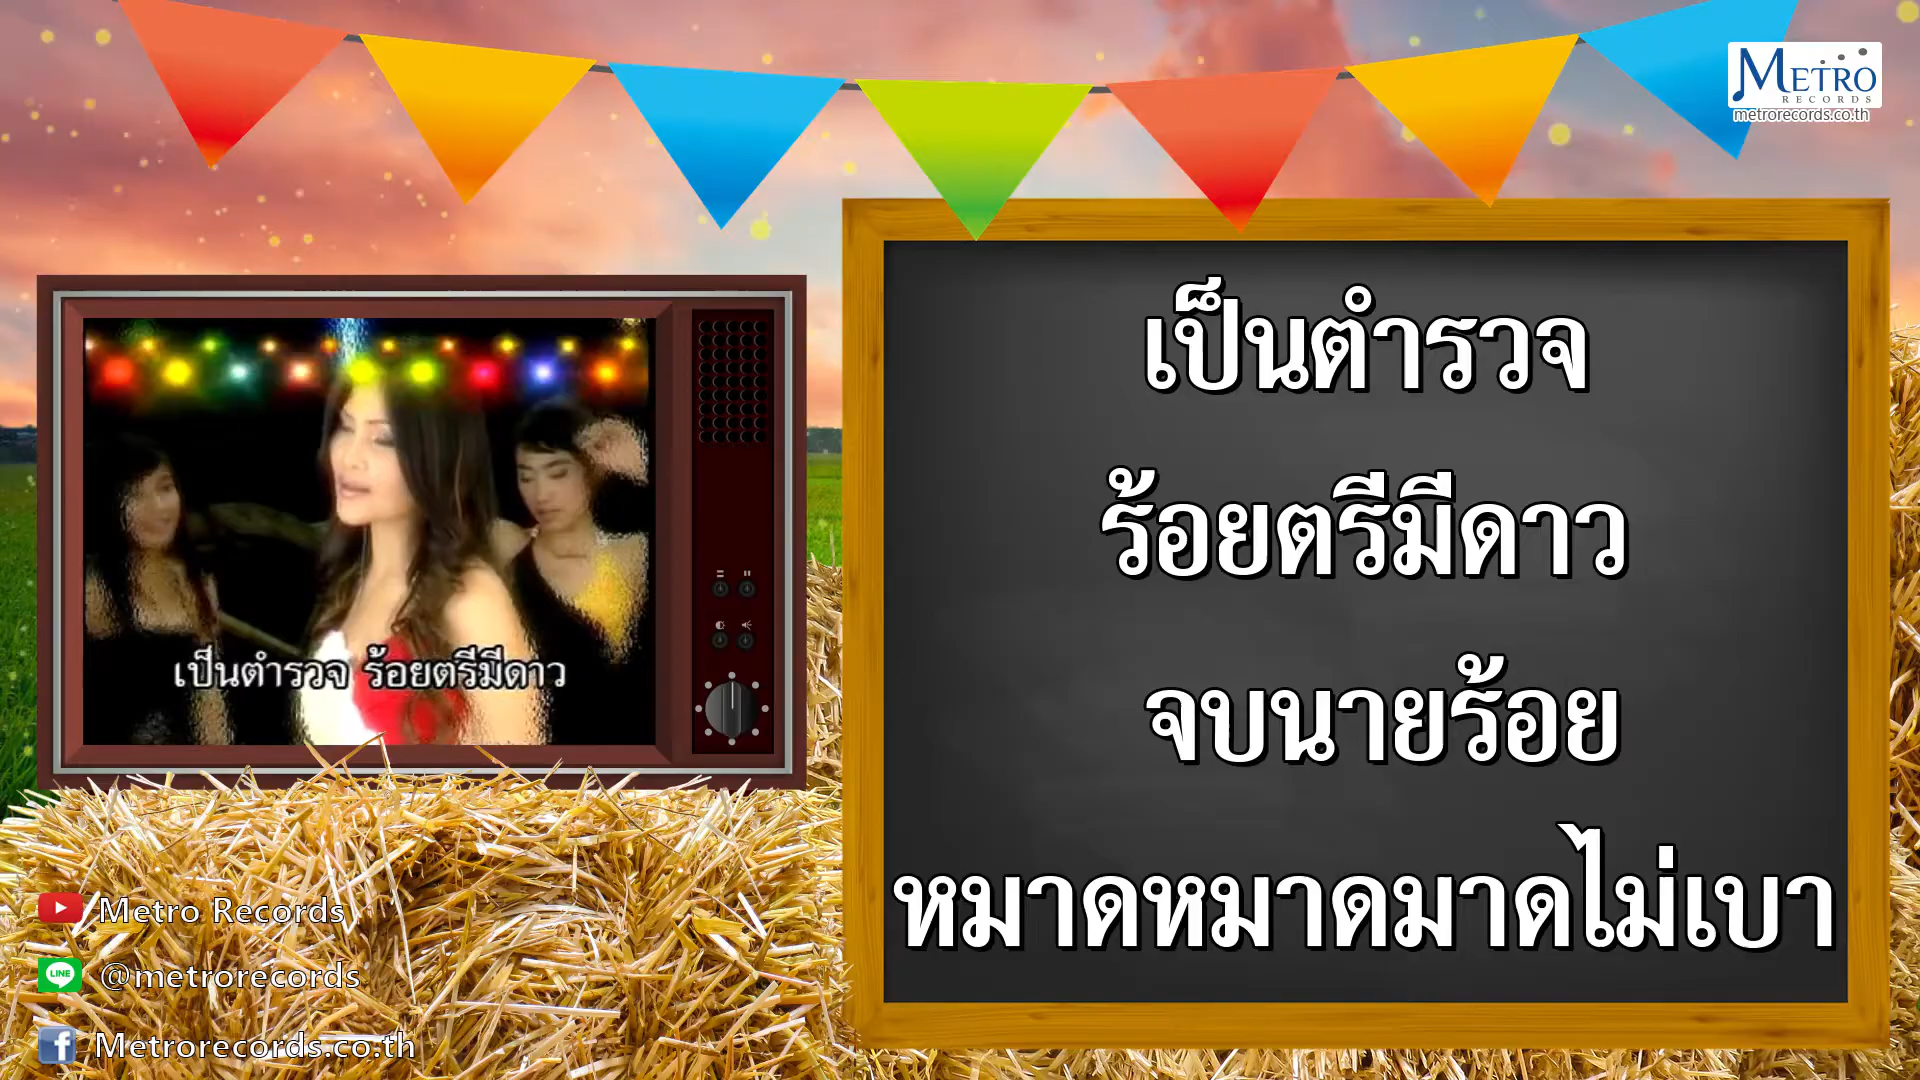 METRO
RECORDS
metrorecords.co.th
เป็นตำรวจ
ร้อยตรีมีดาว
จบนายร้อย
หมาดหมาดมาดไม่เบา
เป็นตำรวจ ร้อยตรีมีดาว
Metro Records
LINE
@metrorecords
f
Metrorecords.co.th